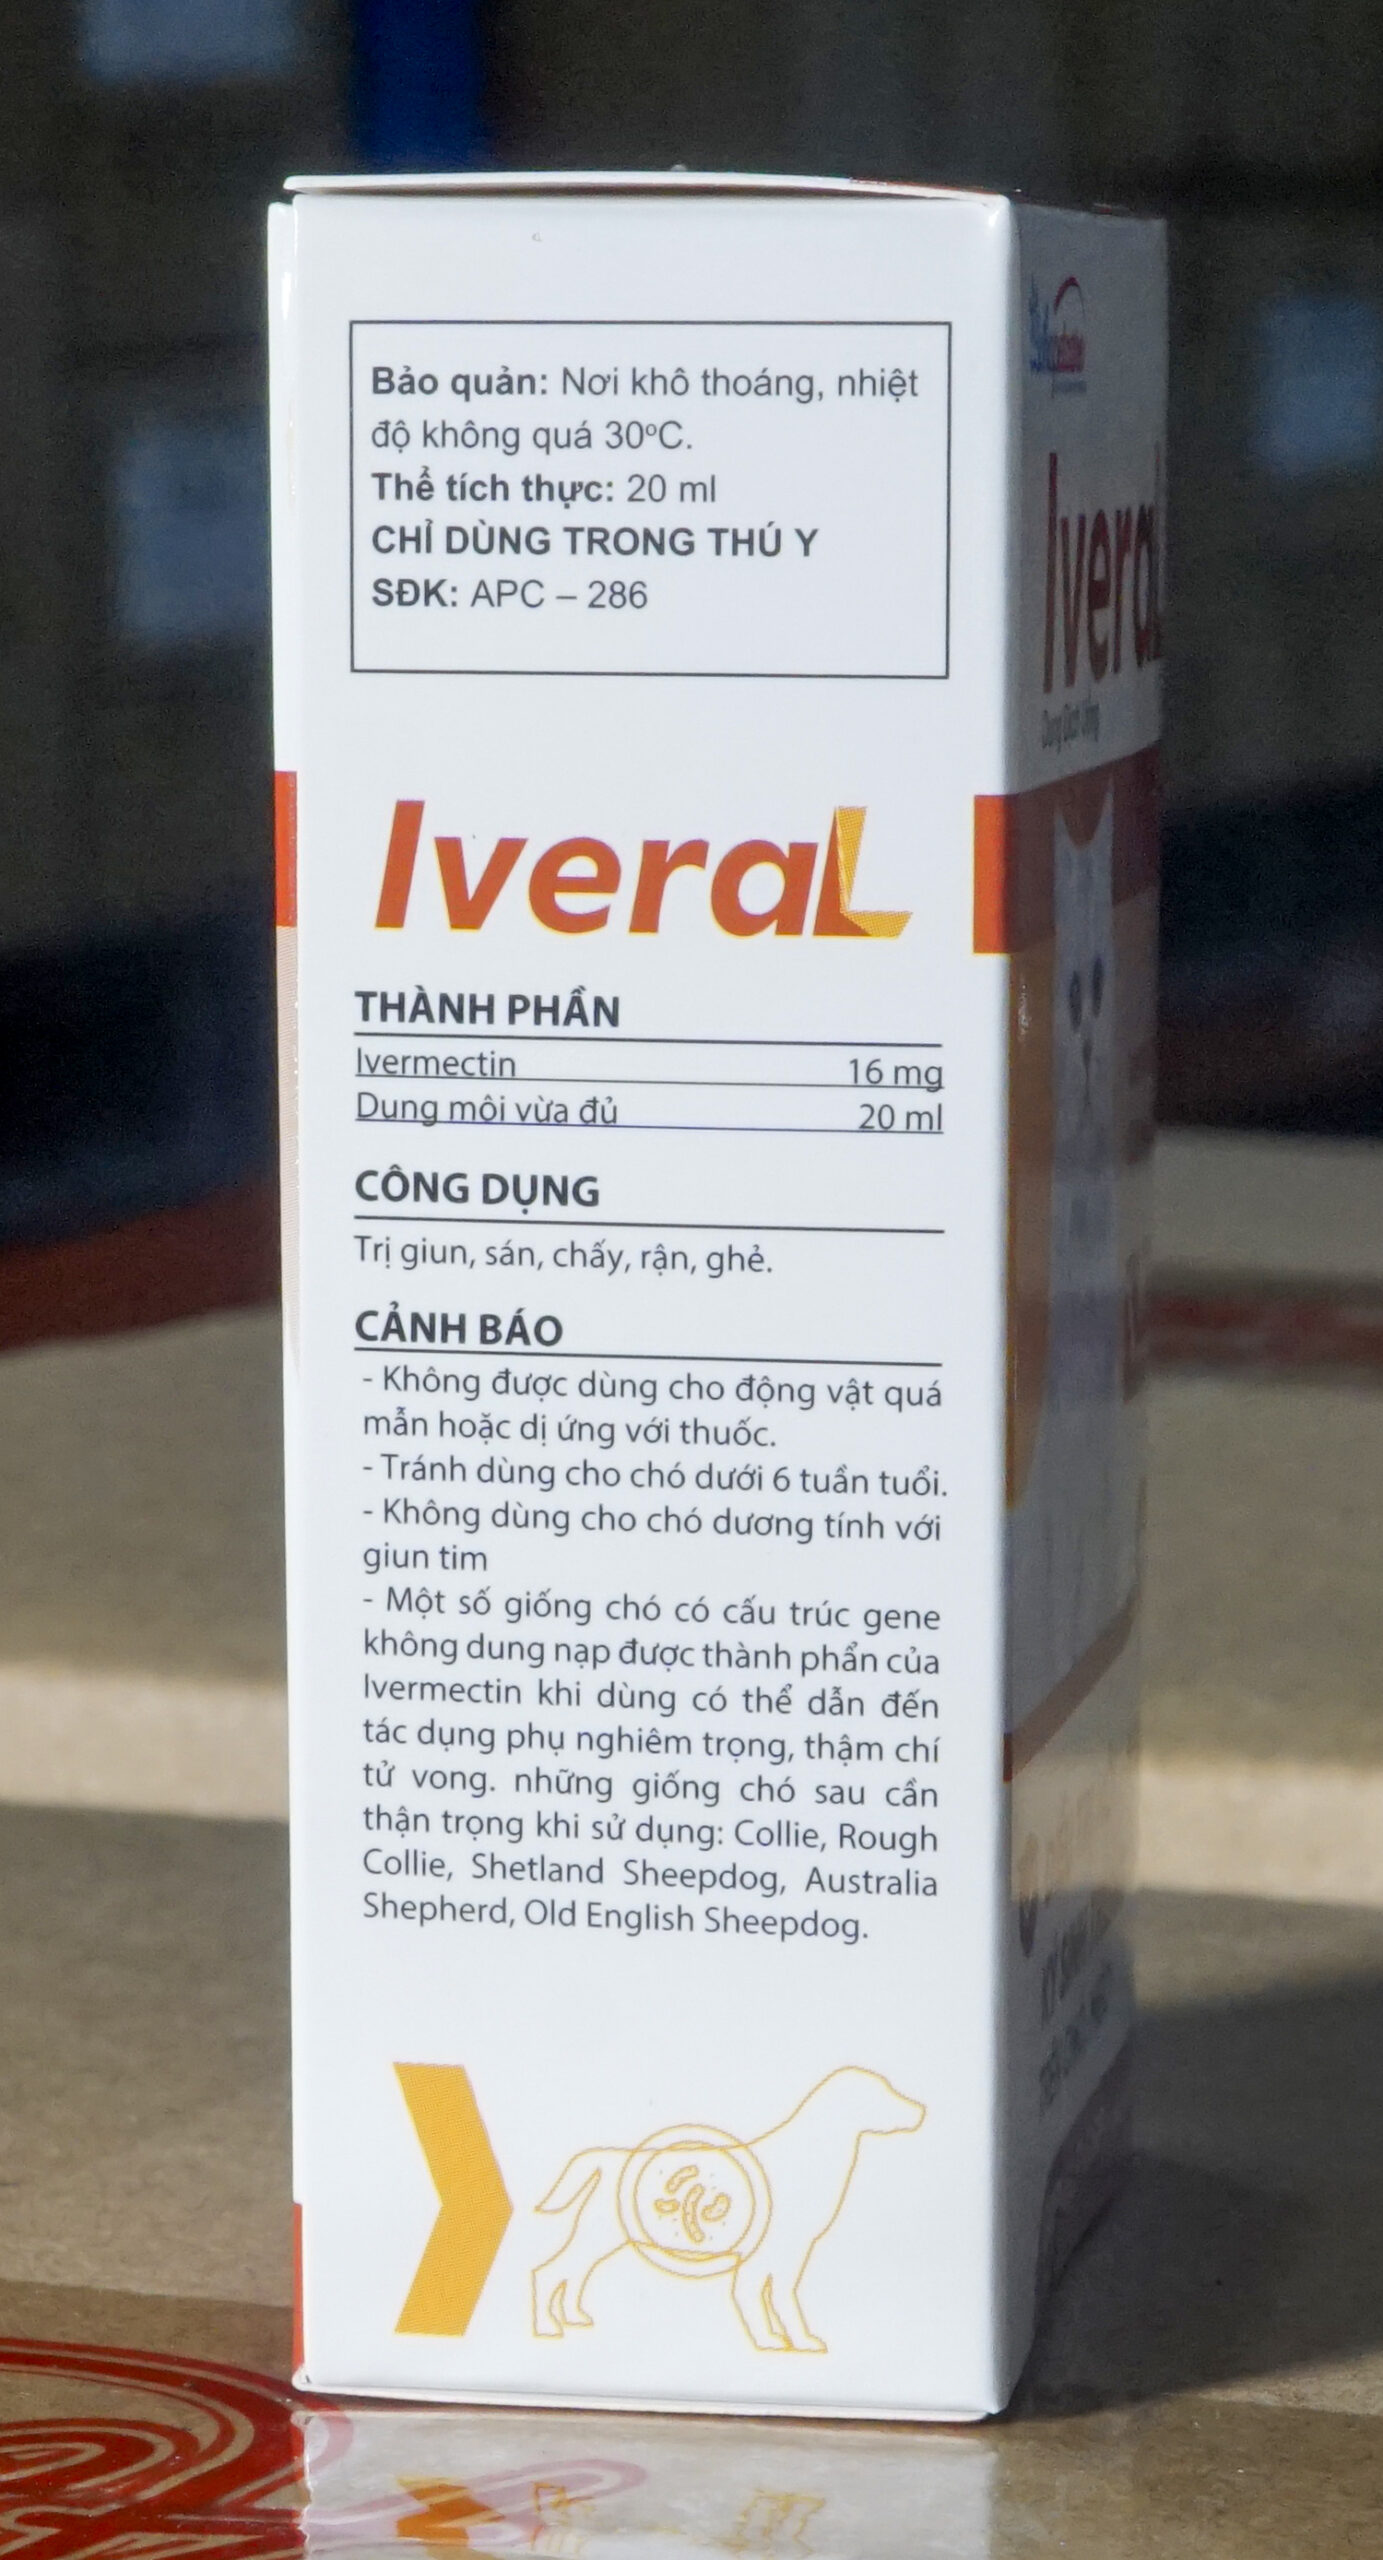 Bảo quản: Nơi khô thoáng, nhiệt
độ không quá 30ºC.
Thể tích thực: 20 ml
CHỈ DÙNG TRONG THÚ Y
SĐK: APC – 286
IveraL
THÀNH PHẦN
Ivermectin 16 mg
Dung môi vừa đủ 20 ml
CÔNG DỤNG
Trị giun, sán, chấy, rận, ghẻ.
CẢNH BÁO
- Không được dùng cho động vật quá
mẫn hoặc dị ứng với thuốc.
- Tránh dùng cho chó dưới 6 tuần tuổi.
- Không dùng cho chó dương tính với
giun tim
- Một số giống chó có cấu trúc gene
không dung nạp được thành phẩn của
Ivermectin khi dùng có thể dẫn đến
tác dụng phụ nghiêm trọng, thậm chí
tử vong. những giống chó sau cần
thận trọng khi sử dụng: Collie, Rough
Collie, Shetland Sheepdog, Australia
Shepherd, Old English Sheepdog.
IveraL